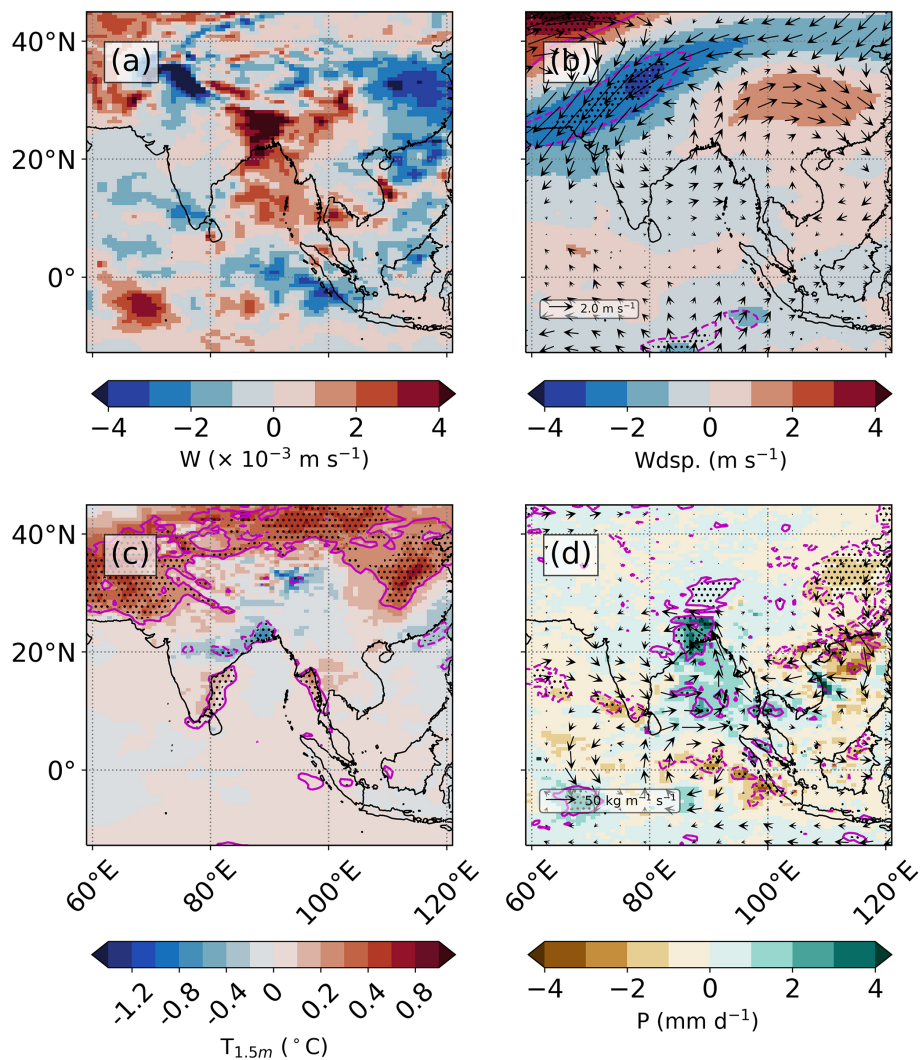 (a)
(b)
40°N
20°N
0°
2.0 m s⁻¹
−4 −2 0 2 4
W (× 10⁻³ m s⁻¹)
−4 −2 0 2 4
Wdsp. (m s⁻¹)
(c)
(d)
40°N
20°N
0°
50 kg m⁻¹ s⁻¹
60°E 80°E 100°E 120°E
60°E 80°E 100°E 120°E
-1.2 -0.8 -0.4 0 0.2 0.4 0.8
T₁.₅ₘ (°C)
−4 −2 0 2 4
P (mm d⁻¹)